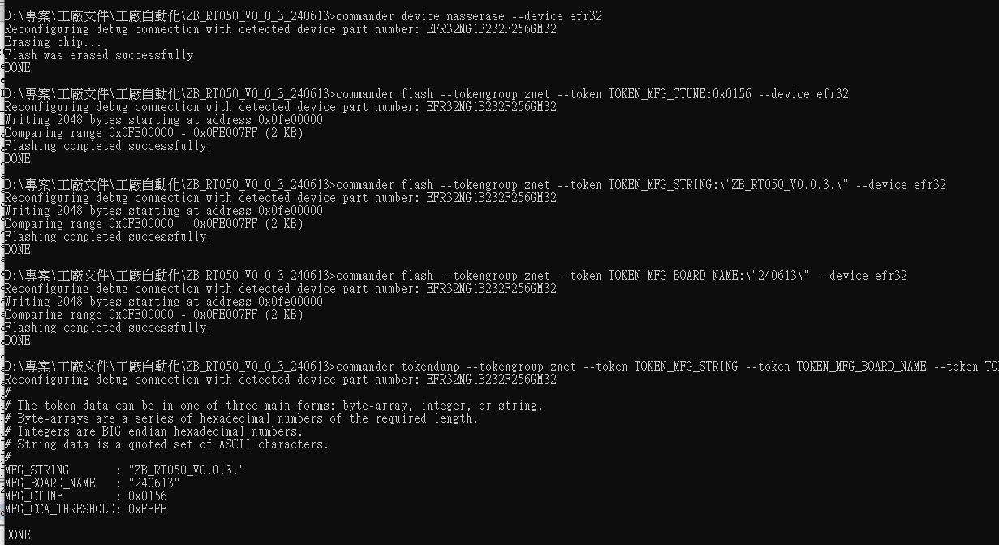 D:\專案\工廠文件\工廠自動化\ZB_RT050_V0_0_3_240613>commander device masserase --device efr32
Reconfiguring debug connection with detected device part number: EFR32MG1B232F256GM32
Erasing chip...
Flash was erased successfully
DONE
D:\專案\工廠文件\工廠自動化\ZB_RT050_V0_0_3_240613>commander flash --tokengroup znet --token TOKEN_MFG_CTUNE:0x0156 --device efr32
Reconfiguring debug connection with detected device part number: EFR32MG1B232F256GM32
Writing 2048 bytes starting at address 0x0fe00000
Comparing range 0x0FE00000 - 0x0FE007FF (2 KB)
Flashing completed successfully!
DONE
D:\專案\工廠文件\工廠自動化\ZB_RT050_V0_0_3_240613>commander flash --tokengroup znet --token TOKEN_MFG_STRING:\"ZB_RT050_V0.0.3.\" --device efr32
Reconfiguring debug connection with detected device part number: EFR32MG1B232F256GM32
Writing 2048 bytes starting at address 0x0fe00000
Comparing range 0x0FE00000 - 0x0FE007FF (2 KB)
Flashing completed successfully!
DONE
D:\專案\工廠文件\工廠自動化\ZB_RT050_V0_0_3_240613>commander flash --tokengroup znet --token TOKEN_MFG_BOARD_NAME:\"240613\" --device efr32
Reconfiguring debug connection with detected device part number: EFR32MG1B232F256GM32
Writing 2048 bytes starting at address 0x0fe00000
Comparing range 0x0FE00000 - 0x0FE007FF (2 KB)
Flashing completed successfully!
DONE
D:\專案\工廠文件\工廠自動化\ZB_RT050_V0_0_3_240613>commander tokendump --tokengroup znet --token TOKEN_MFG_STRING --token TOKEN_MFG_BOARD_NAME --token TO
Reconfiguring debug connection with detected device part number: EFR32MG1B232F256GM32
#
# The token data can be in one of three main forms: byte-array, integer, or string.
# Byte-arrays are a series of hexadecimal numbers of the required length.
# Integers are BIG endian hexadecimal numbers.
# String data is a quoted set of ASCII characters.
#
MFG_STRING       : "ZB_RT050_V0.0.3."
MFG_BOARD_NAME   : "240613"
MFG_CTUNE        : 0x0156
MFG_CCA_THRESHOLD: 0xFFFF
DONE